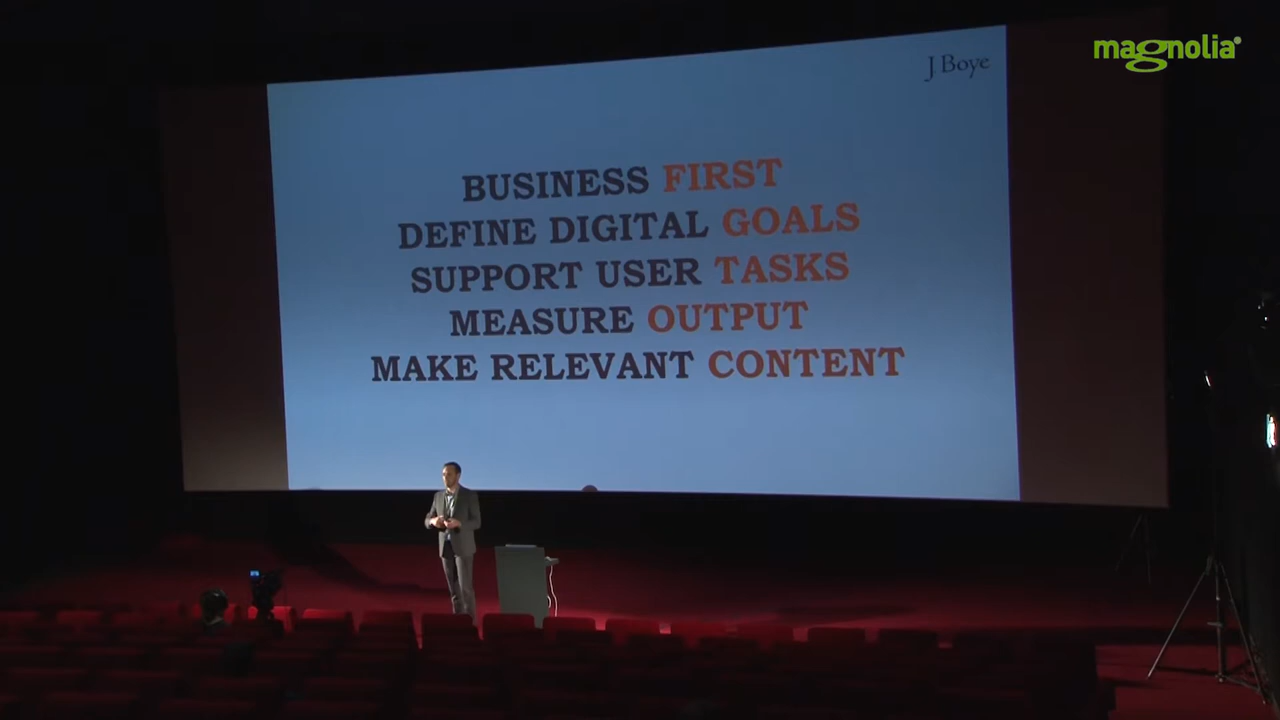 magnolia®
J Boye
BUSINESS FIRST
DEFINE DIGITAL GOALS
SUPPORT USER TASKS
MEASURE OUTPUT
MAKE RELEVANT CONTENT